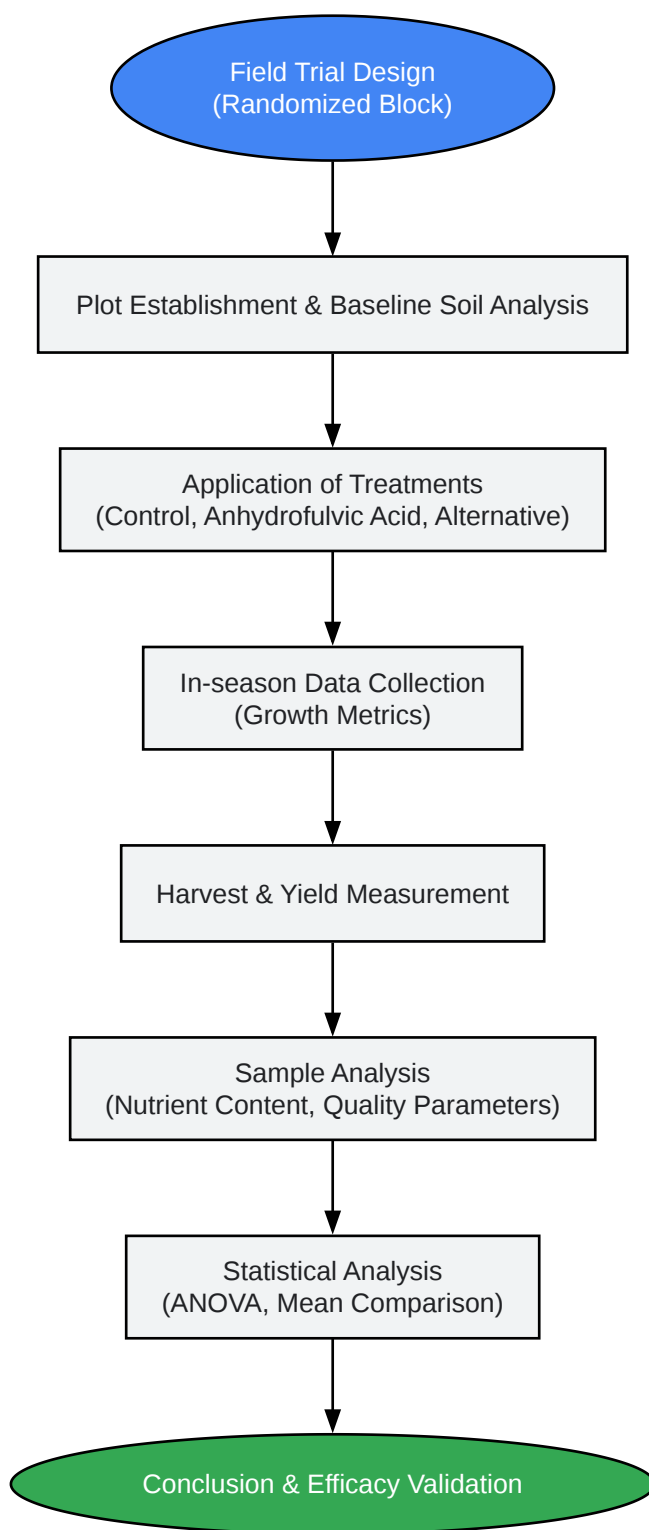 Field Trial Design
(Randomized Block)
Plot Establishment & Baseline Soil Analysis
Application of Treatments
(Control, Anhydrofulvic Acid, Alternative)
In-season Data Collection
(Growth Metrics)
Harvest & Yield Measurement
Sample Analysis
(Nutrient Content, Quality Parameters)
Statistical Analysis
(ANOVA, Mean Comparison)
Conclusion & Efficacy Validation